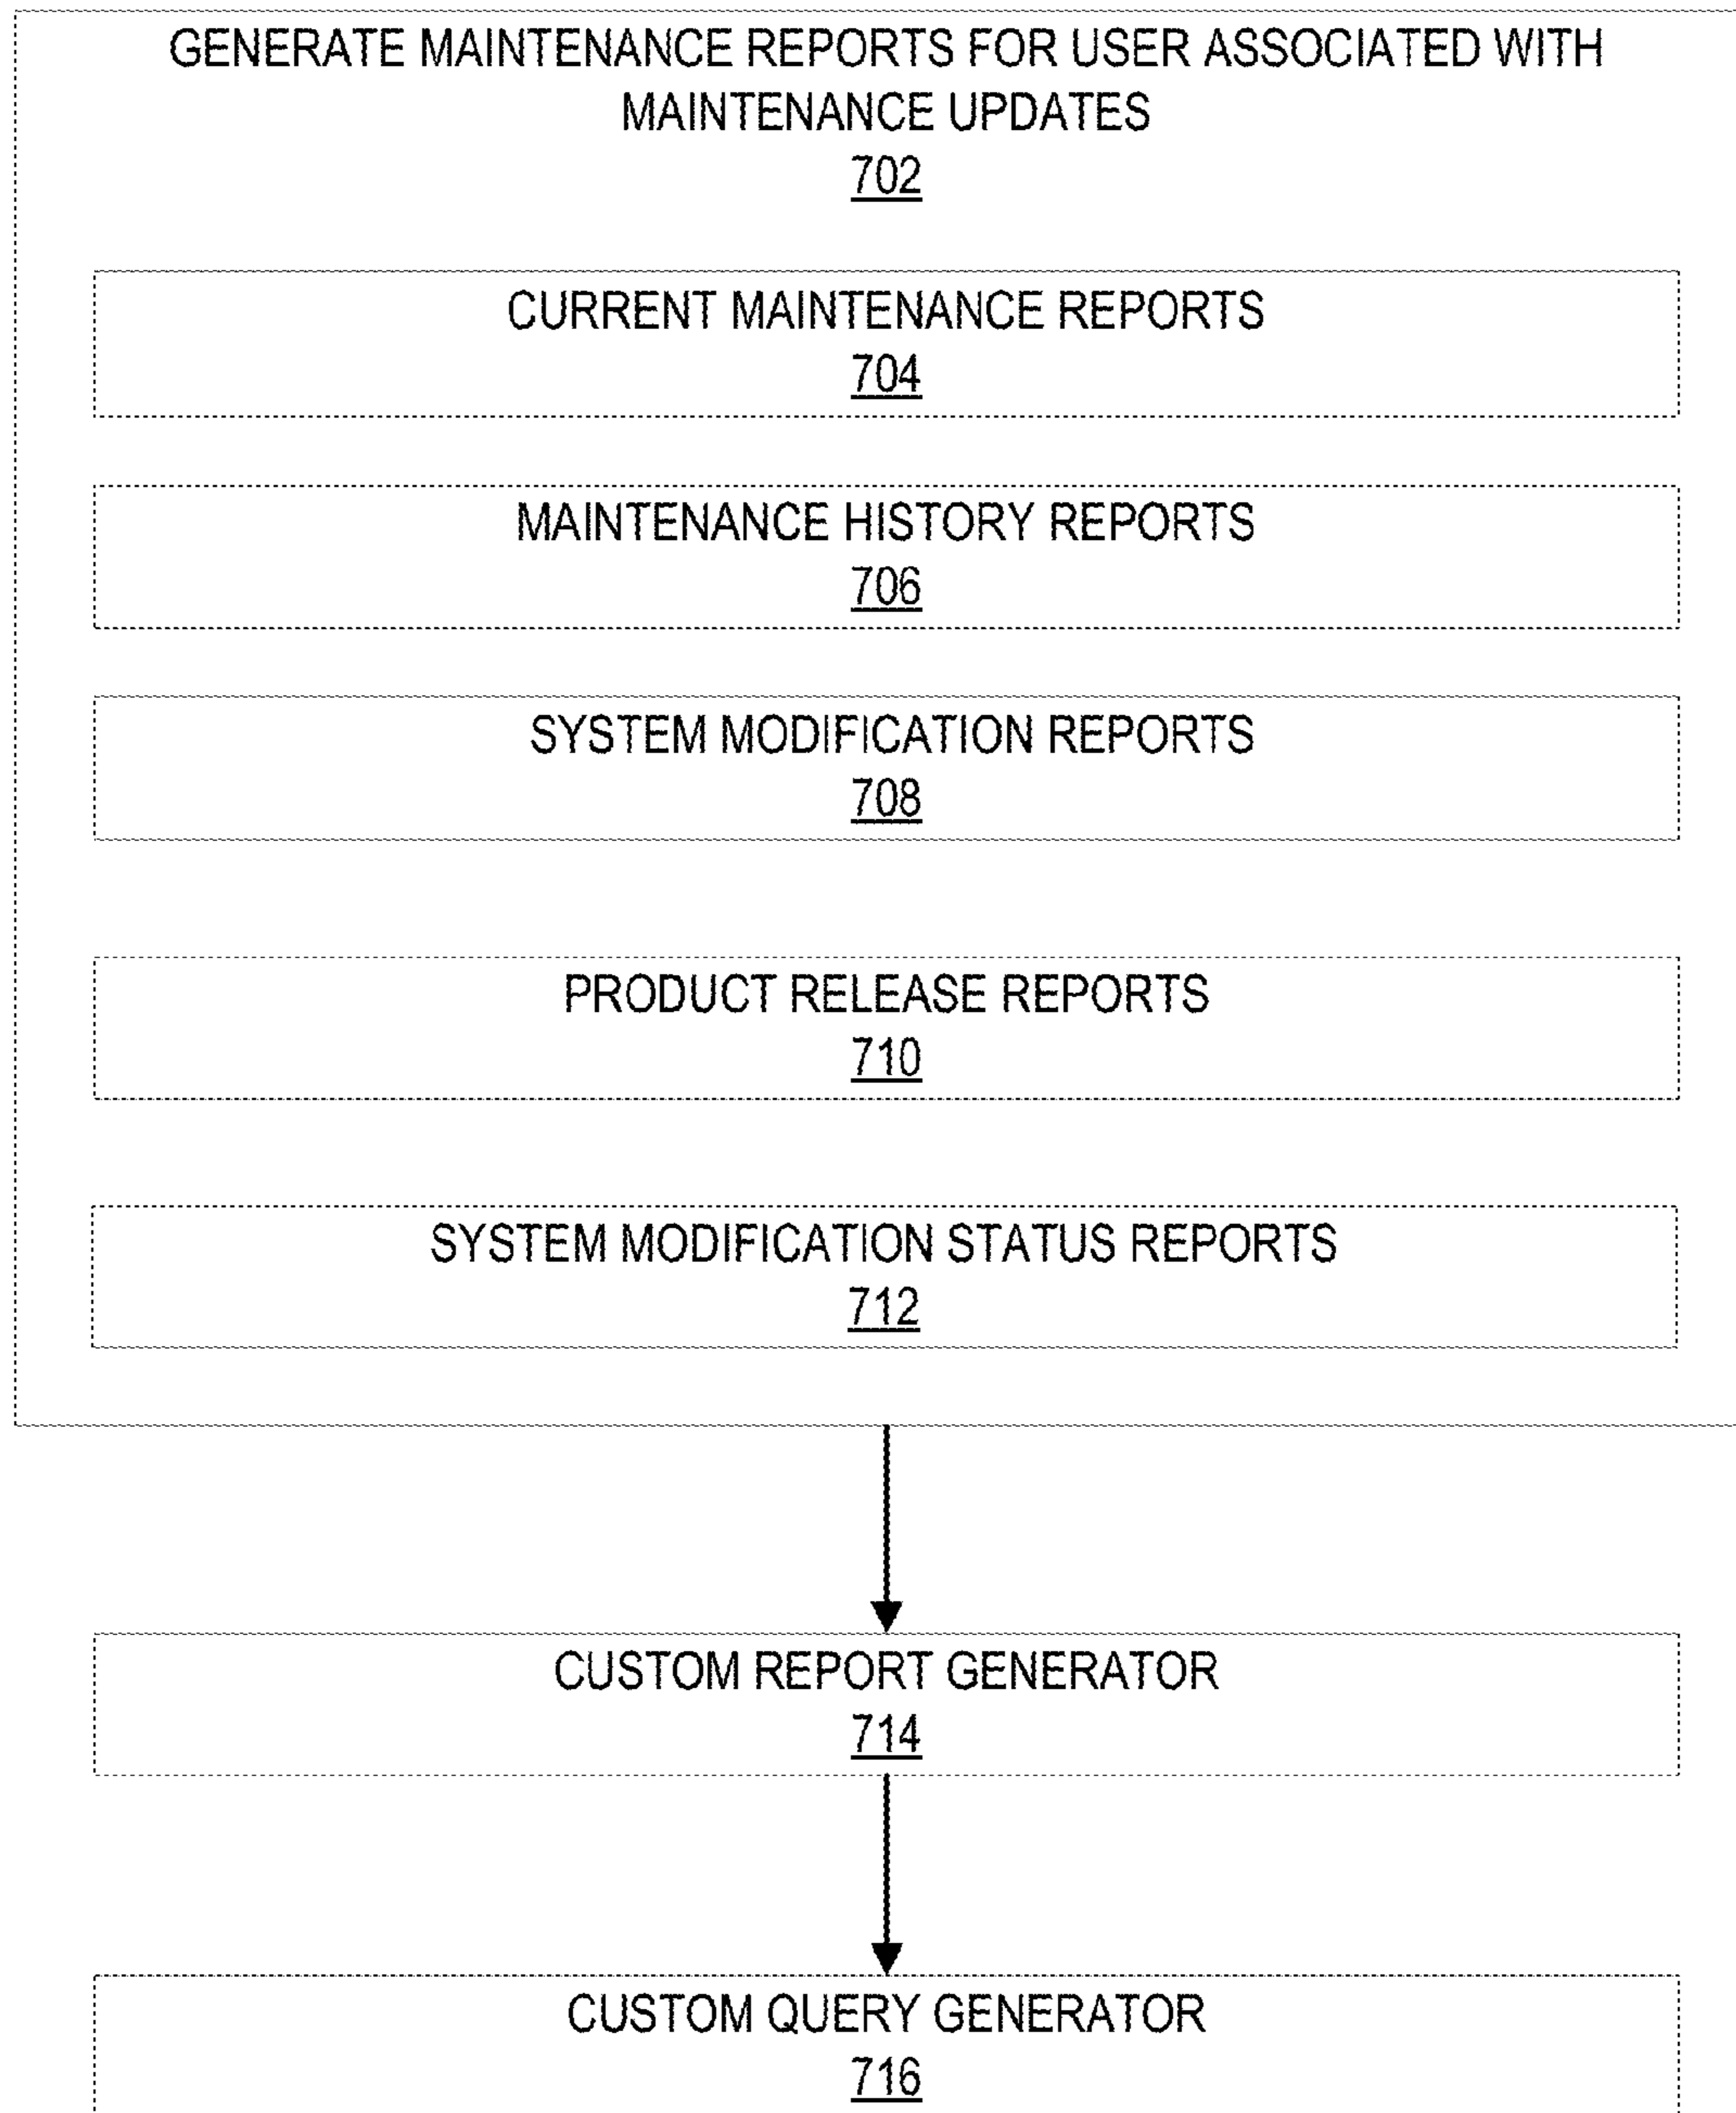 GENERATE MAINTENANCE REPORTS FOR USER ASSOCIATED WITH
MAINTENANCE UPDATES
702
CURRENT MAINTENANCE REPORTS
704
MAINTENANCE HISTORY REPORTS
706
SYSTEM MODIFICATION REPORTS
708
PRODUCT RELEASE REPORTS
710
SYSTEM MODIFICATION STATUS REPORTS
712
CUSTOM REPORT GENERATOR
714
CUSTOM QUERY GENERATOR
716